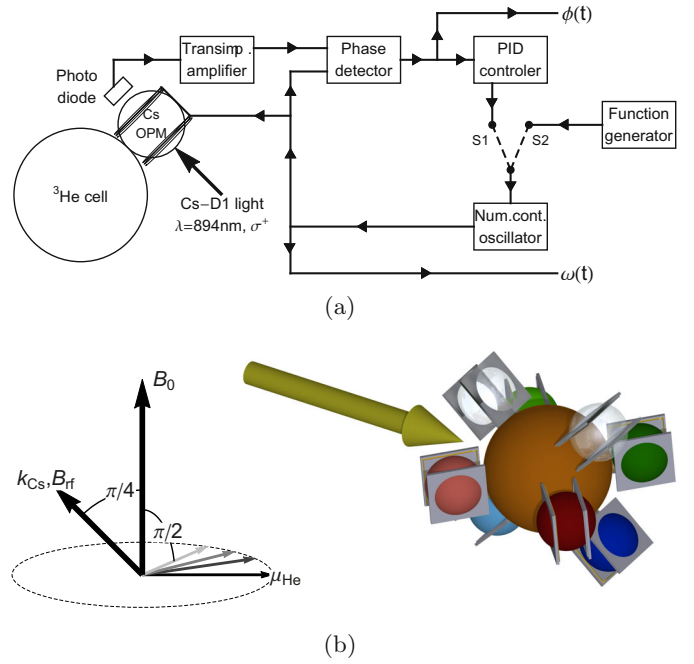 ϕ(t)
Transimp.
amplifier
Phase
detector
PID
controler
Photo
diode
Cs
OPM
S1
S2
Function
generator
³He cell
Cs−D1 light
λ=894nm, σ⁺
Num.cont.
oscillator
ω(t)
(a)
B₀
k_Cs,B_rf
π/4
π/2
μ_He
(b)